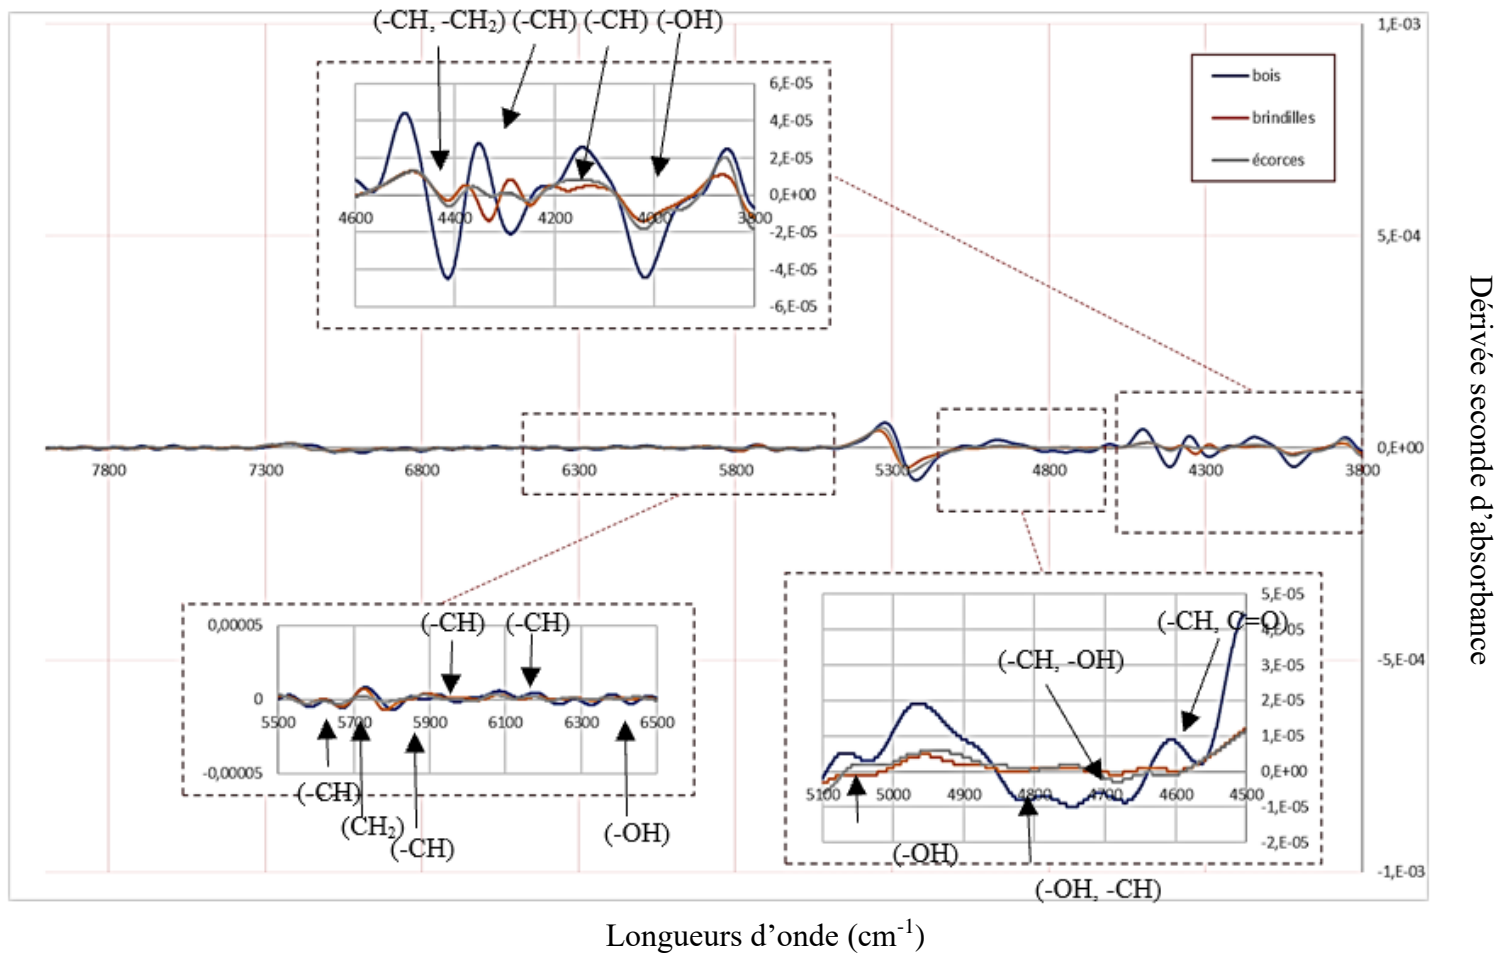 (-CH, -CH₂) (-CH) (-CH) (-OH)
1,E-03
bois
brindilles
écorces
6,E-05
4,E-05
2,E-05
0,E+00
-2,E-05
-4,E-05
-6,E-05
4600 4400 4200 4000 3800
5,E-04
0,E+00
7800 7300 6800 6300 5800 5300 4800 4300 3800
Dérivée seconde d'absorbance
(-CH) (-CH)
0,00005
0
5500 5700 5900 6100 6300 6500
-0,00005
(-CH)
(CH₂)
(-CH)
(-OH)
5,E-05
(-CH, C=O)
4,E-05
(-CH, -OH)
3,E-05
2,E-05
1,E-05
0,E+00
5100 5000 4900 4800 4700 4600 4500
-1,E-05
-2,E-05
(-OH)
(-OH, -CH)
-5,E-04
-1,E-03
Longueurs d'onde (cm⁻¹)